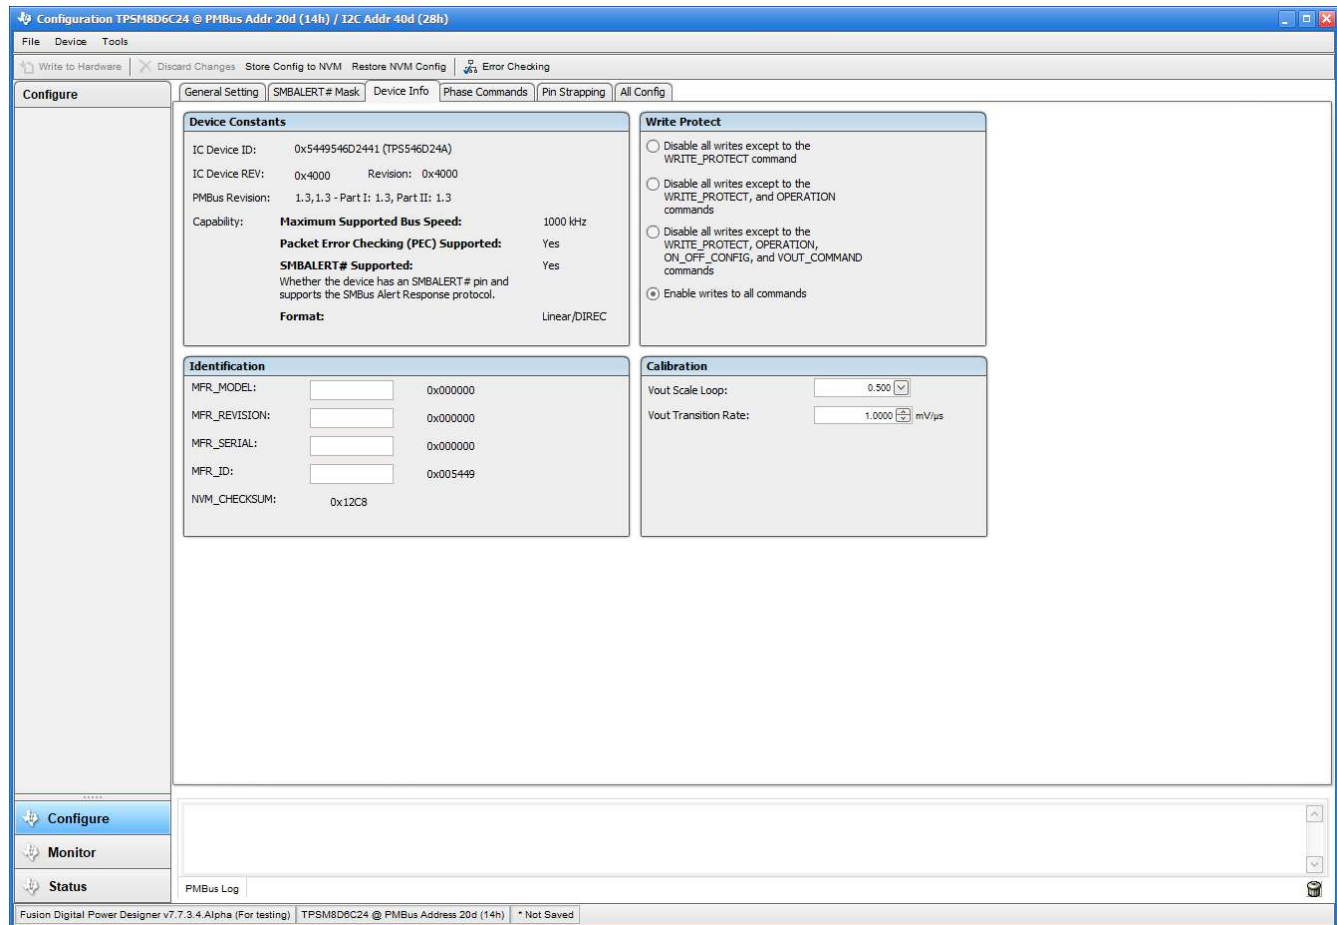 Configuration TPSM8D6C24 @ PMBus Addr 20d (14h) / I2C Addr 40d (28h)
File Device Tools
Write to Hardware Discard Changes Store Config to NVM Restore NVM Config Error Checking
Configure
General Setting SMBALERT# Mask Device Info Phase Commands Pin Strapping All Config
Device Constants
IC Device ID: 0x5449546D2441 (TPS546D24A)
IC Device REV: 0x4000 Revision: 0x4000
PMBus Revision: 1.3,1.3 - Part I: 1.3, Part II: 1.3
Capability: Maximum Supported Bus Speed: 1000 kHz
Packet Error Checking (PEC) Supported: Yes
SMBALERT# Supported: Yes
Whether the device has an SMBALERT# pin and
supports the SMBus Alert Response protocol.
Format: Linear/DIREC
Write Protect
Disable all writes except to the
WRITE_PROTECT command
Disable all writes except to the
WRITE_PROTECT, and OPERATION
commands
Disable all writes except to the
WRITE_PROTECT, OPERATION,
ON_OFF_CONFIG, and VOUT_COMMAND
commands
Enable writes to all commands
Identification
MFR_MODEL: 0x000000
MFR_REVISION: 0x000000
MFR_SERIAL: 0x000000
MFR_ID: 0x005449
NVM_CHECKSUM: 0x12C8
Calibration
Vout Scale Loop: 0.500
Vout Transition Rate: 1.0000 mV/µs
Configure
Monitor
Status
PMBus Log
Fusion Digital Power Designer v7.7.3.4.Alpha (For testing) TPSM8D6C24 @ PMBus Address 20d (14h) * Not Saved